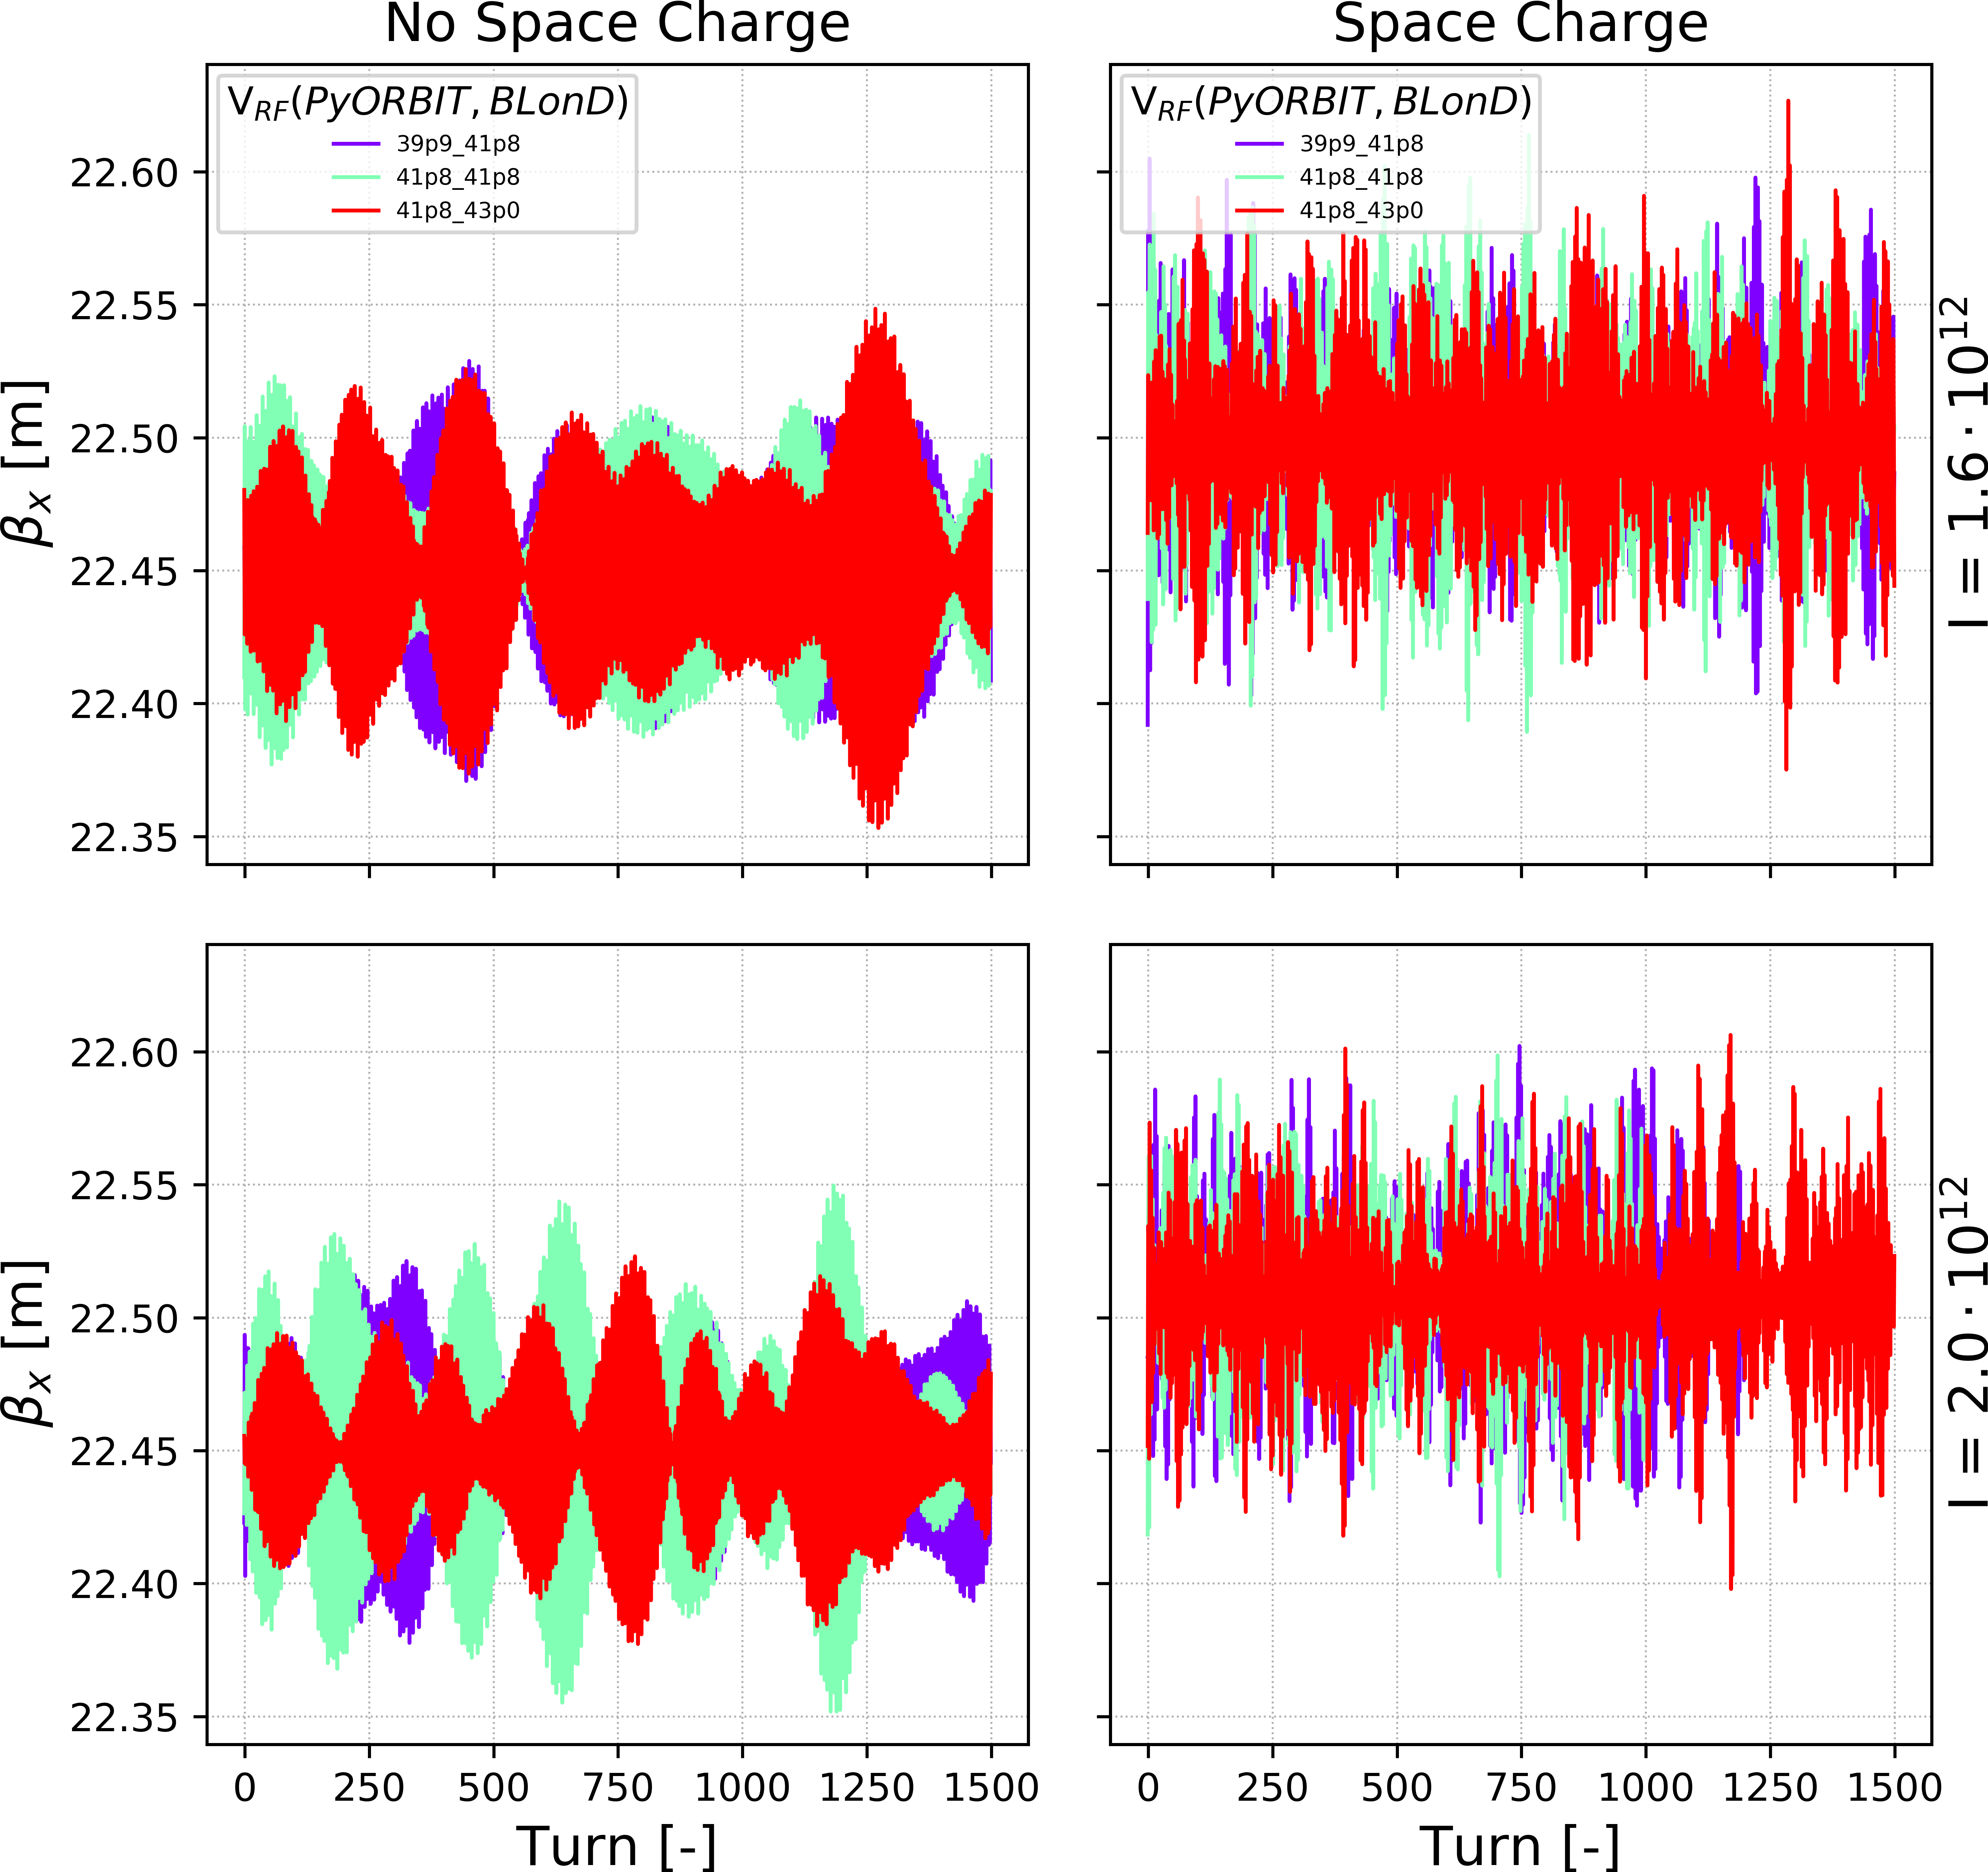 No Space Charge
Space Charge
V_RF(PyORBIT, BLonD)
39p9_41p8
41p8_41p8
41p8_43p0
V_RF(PyORBIT, BLonD)
39p9_41p8
41p8_41p8
41p8_43p0
22.60
22.55
22.50
22.45
22.40
22.35
β_x [m]
I = 1.6 · 10^12
22.60
22.55
22.50
22.45
22.40
22.35
β_x [m]
I = 2.0 · 10^12
0 250 500 750 1000 1250 1500
0 250 500 750 1000 1250 1500
Turn [-]
Turn [-]